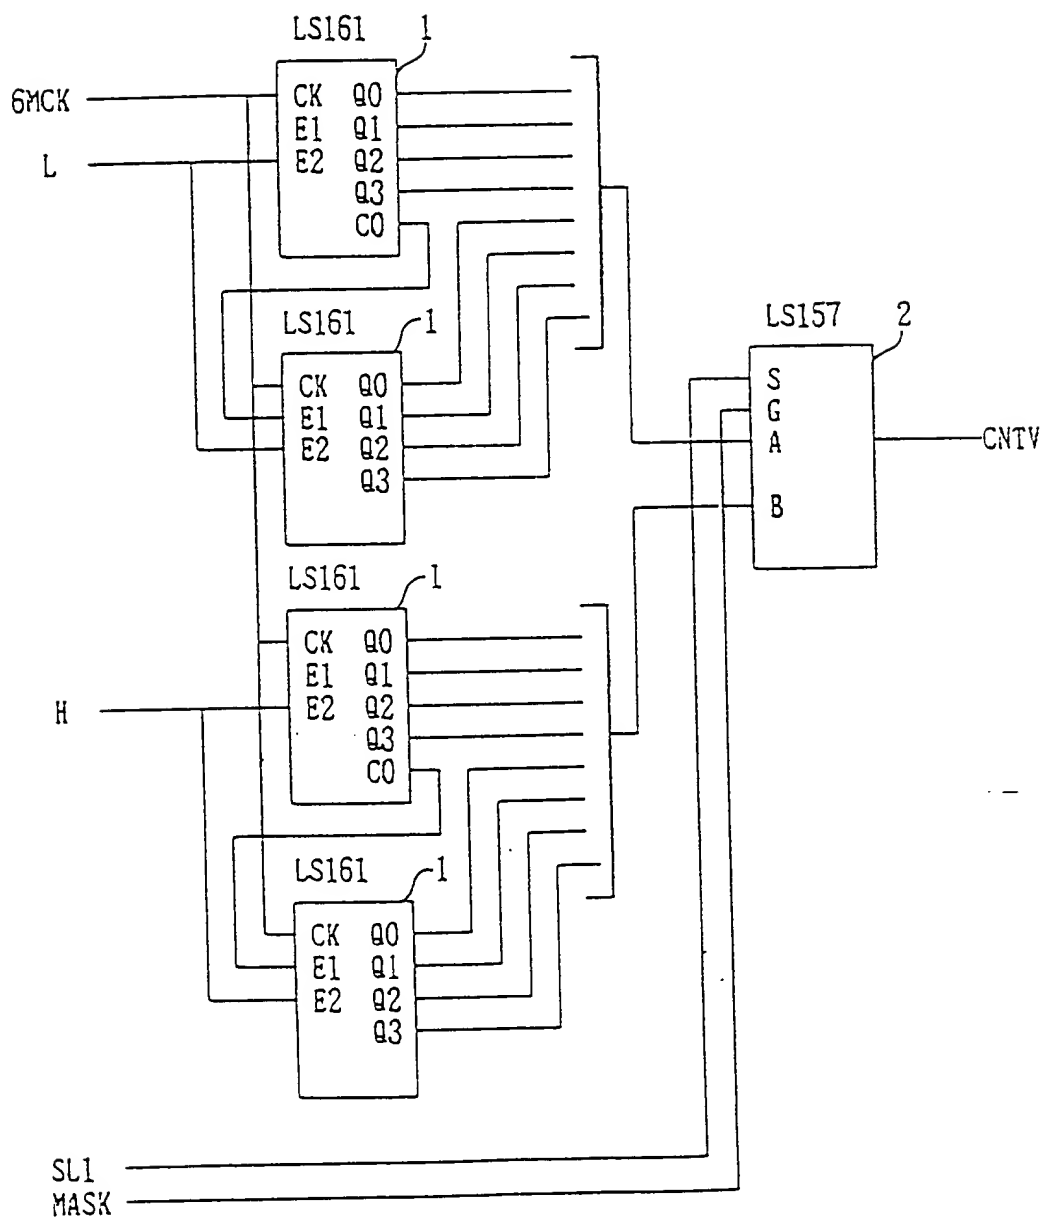 LS161 1
6MCK
L
CK Q0
E1 Q1
E2 Q2
Q3
CO
LS161 1
CK Q0
E1 Q1
E2 Q2
Q3
LS157 2
S
G
A
B
CNTV
LS161 1
H
CK Q0
E1 Q1
E2 Q2
Q3
CO
LS161 1
CK Q0
E1 Q1
E2 Q2
Q3
SL1
MASK